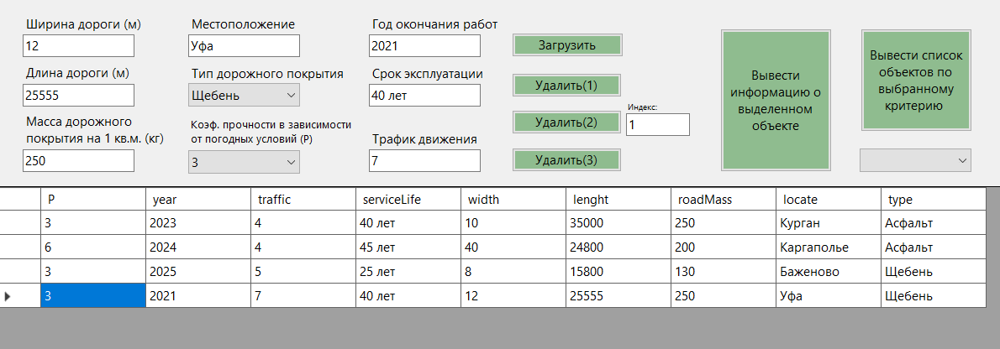 Ширина дороги (м)
12
Длина дороги (м)
25555
Масса дорожного
покрытия на 1 кв.м. (кг)
250
Местоположение
Уфа
Тип дорожного покрытия
Щебень
Коэф. прочности в зависимости
от погодных условий (P)
3
Год окончания работ
2021
Срок эксплуатации
40 лет
Трафик движения
7
Загрузить
Удалить(1)
Удалить(2)
Удалить(3)
Индекс:
1
Вывести
информацию о
выделенном
объекте
Вывести список
объектов по
выбранному
критерию
P year traffic serviceLife width lenght roadMass locate type
3 2023 4 40 лет 10 35000 250 Курган Асфальт
6 2024 4 45 лет 40 24800 200 Каргаполье Асфальт
3 2025 5 25 лет 8 15800 130 Баженово Щебень
3 2021 7 40 лет 12 25555 250 Уфа Щебень